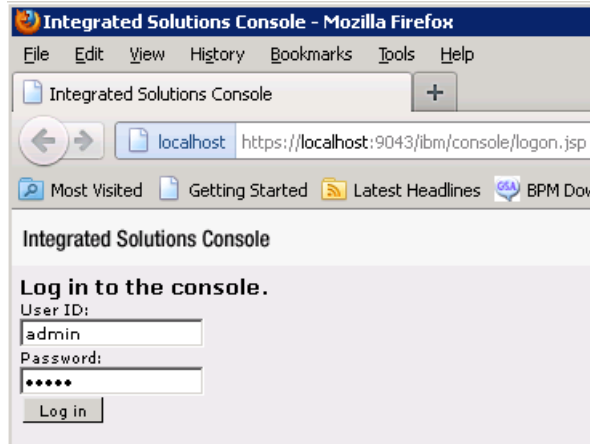 Integrated Solutions Console - Mozilla Firefox
File Edit View History Bookmarks Tools Help
Integrated Solutions Console +
localhost https://localhost:9043/ibm/console/logon.jsp
Most Visited Getting Started Latest Headlines GSA BPM Dow
Integrated Solutions Console
Log in to the console.
User ID:
admin
Password:
•••••
Log in